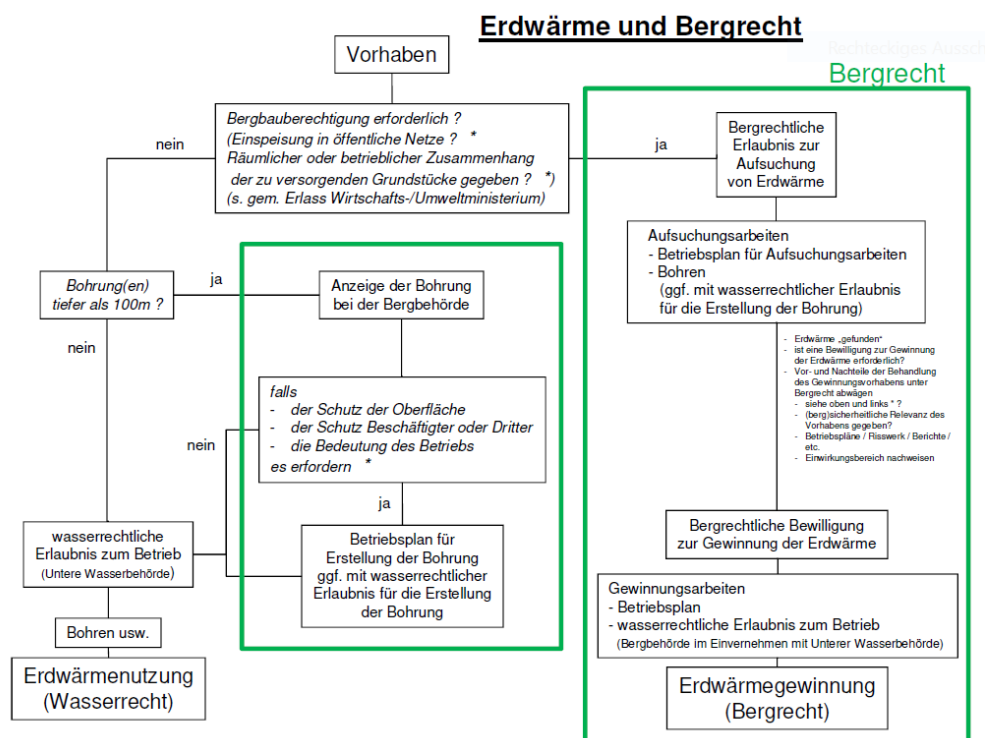 Erdwärme und Bergrecht
Rechteckiges Aussch
Bergrecht
Vorhaben
Bergbauberechtigung erforderlich ?
(Einspeisung in öffentliche Netze ? *
Räumlicher oder betrieblicher Zusammenhang
der zu versorgenden Grundstücke gegeben ? *)
(s. gem. Erlass Wirtschafts-/Umweltministerium)
nein
ja
Bergrechtliche
Erlaubnis zur
Aufsuchung
von Erdwärme
Aufsuchungsarbeiten
- Betriebsplan für Aufsuchungsarbeiten
- Bohren
(ggf. mit wasserrechtlicher Erlaubnis
für die Erstellung der Bohrung)
Bohrung(en)
tiefer als 100m ?
ja
nein
Anzeige der Bohrung
bei der Bergbehörde
- Erdwärme „gefunden“
- ist eine Bewilligung zur Gewinnung
der Erdwärme erforderlich?
- Vor- und Nachteile der Behandlung
des Gewinnungsvorhabens unter
Bergrecht abwägen
- siehe oben und links * ?
- (berg)sicherheitliche Relevanz des
Vorhabens gegeben?
- Betriebspläne / Risswerk / Berichte /
etc.
- Einwirkungsbereich nachweisen
falls
- der Schutz der Oberfläche
- der Schutz Beschäftigter oder Dritter
- die Bedeutung des Betriebs
es erfordern *
nein
ja
wasserrechtliche
Erlaubnis zum Betrieb
(Untere Wasserbehörde)
Betriebsplan für
Erstellung der Bohrung
ggf. mit wasserrechtlicher
Erlaubnis für die Erstellung
der Bohrung
Bergrechtliche Bewilligung
zur Gewinnung der Erdwärme
Gewinnungsarbeiten
- Betriebsplan
- wasserrechtliche Erlaubnis zum Betrieb
(Bergbehörde im Einvernehmen mit Unterer Wasserbehörde)
Bohren usw.
Erdwärmenutzung
(Wasserrecht)
Erdwärmegewinnung
(Bergrecht)